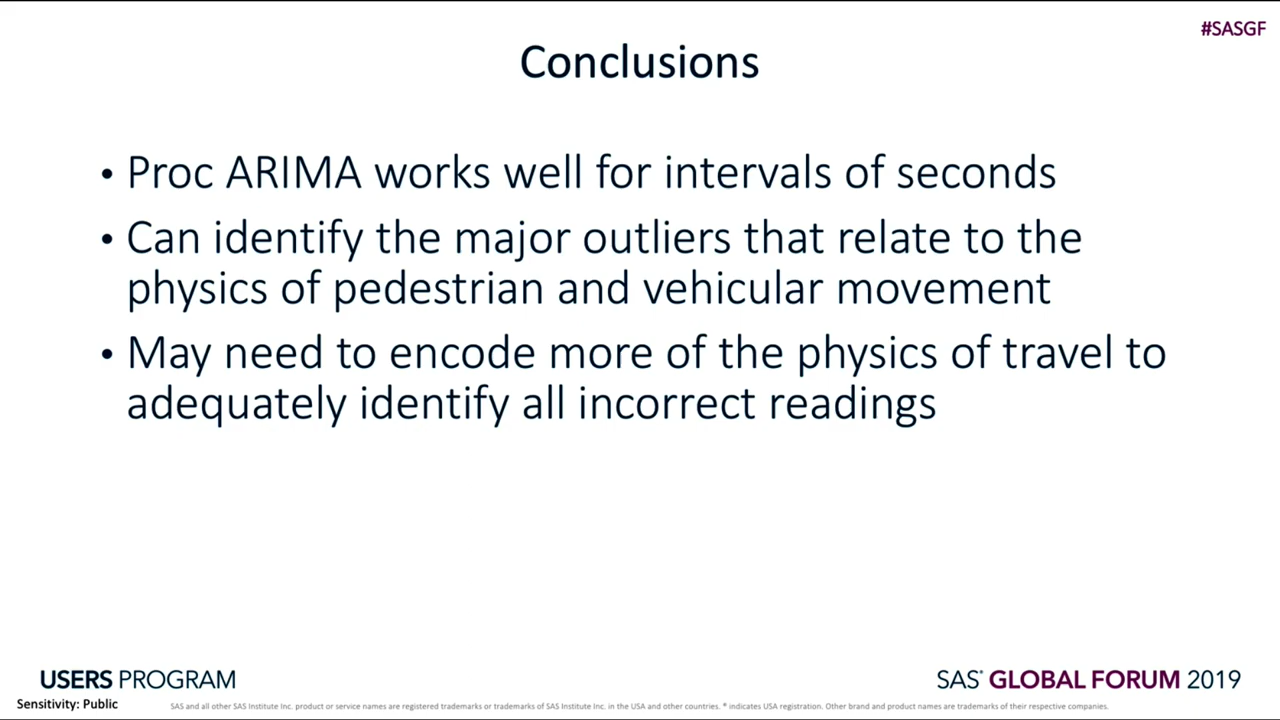 #SASGF
Conclusions
• Proc ARIMA works well for intervals of seconds
• Can identify the major outliers that relate to the
physics of pedestrian and vehicular movement
• May need to encode more of the physics of travel to
adequately identify all incorrect readings
USERS PROGRAM
SAS® GLOBAL FORUM 2019
Sensitivity: Public
SAS and all other SAS Institute Inc. product or service names are registered trademarks or trademarks of SAS Institute Inc. in the USA and other countries. ® indicates USA registration. Other brand and product names are trademarks of their respective companies.